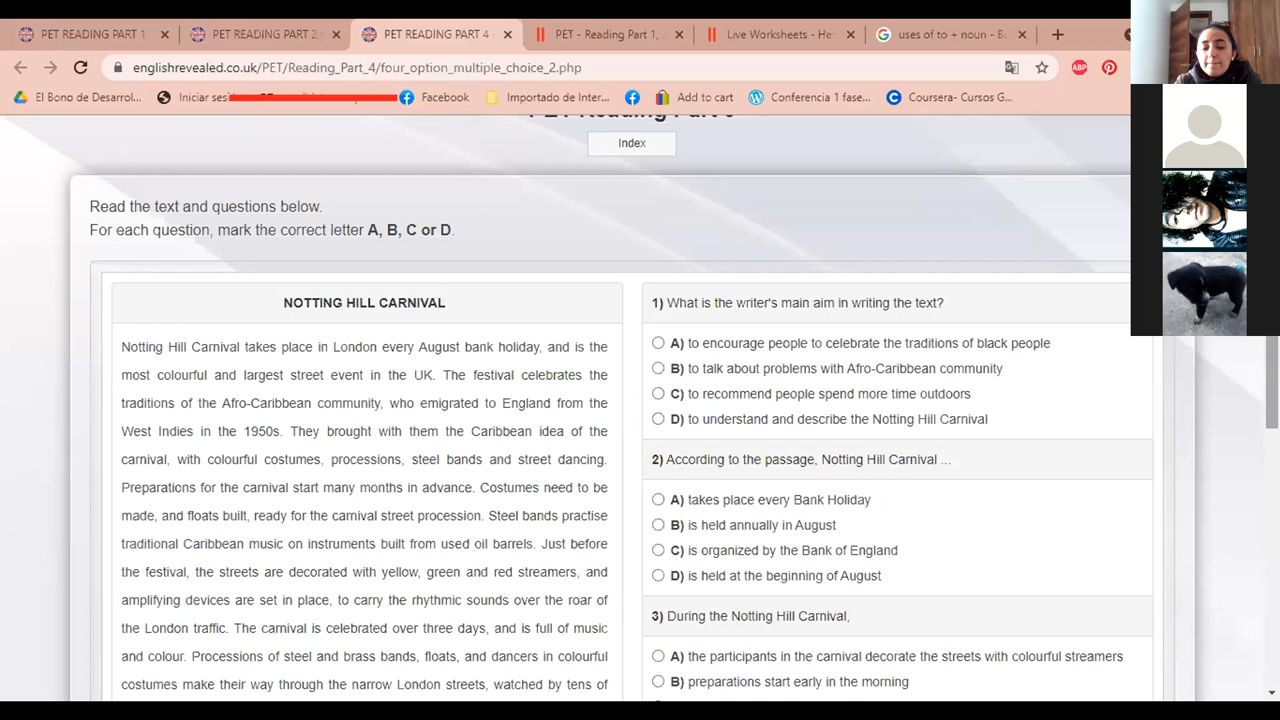 PET READING PART 1
PET READING PART 2
PET READING PART 4
PET - Reading Part 1,
Live Worksheets - He
uses of to + noun - Bu
englishrevealed.co.uk/PET/Reading_Part_4/four_option_multiple_choice_2.php
ABP
El Bono de Desarrol...
Iniciar sesi
Facebook
Importado de Inter...
Add to cart
Conferencia 1 fase...
Coursera- Cursos G...
Index
Read the text and questions below.
For each question, mark the correct letter A, B, C or D.
NOTTING HILL CARNIVAL
Notting Hill Carnival takes place in London every August bank holiday, and is the
most colourful and largest street event in the UK. The festival celebrates the
traditions of the Afro-Caribbean community, who emigrated to England from the
West Indies in the 1950s. They brought with them the Caribbean idea of the
carnival, with colourful costumes, processions, steel bands and street dancing.
Preparations for the carnival start many months in advance. Costumes need to be
made, and floats built, ready for the carnival street procession. Steel bands practise
traditional Caribbean music on instruments built from used oil barrels. Just before
the festival, the streets are decorated with yellow, green and red streamers, and
amplifying devices are set in place, to carry the rhythmic sounds over the roar of
the London traffic. The carnival is celebrated over three days, and is full of music
and colour. Processions of steel and brass bands, floats, and dancers in colourful
costumes make their way through the narrow London streets, watched by tens of
1) What is the writer's main aim in writing the text?
A) to encourage people to celebrate the traditions of black people
B) to talk about problems with Afro-Caribbean community
C) to recommend people spend more time outdoors
D) to understand and describe the Notting Hill Carnival
2) According to the passage, Notting Hill Carnival ...
A) takes place every Bank Holiday
B) is held annually in August
C) is organized by the Bank of England
D) is held at the beginning of August
3) During the Notting Hill Carnival,
A) the participants in the carnival decorate the streets with colourful streamers
B) preparations start early in the morning